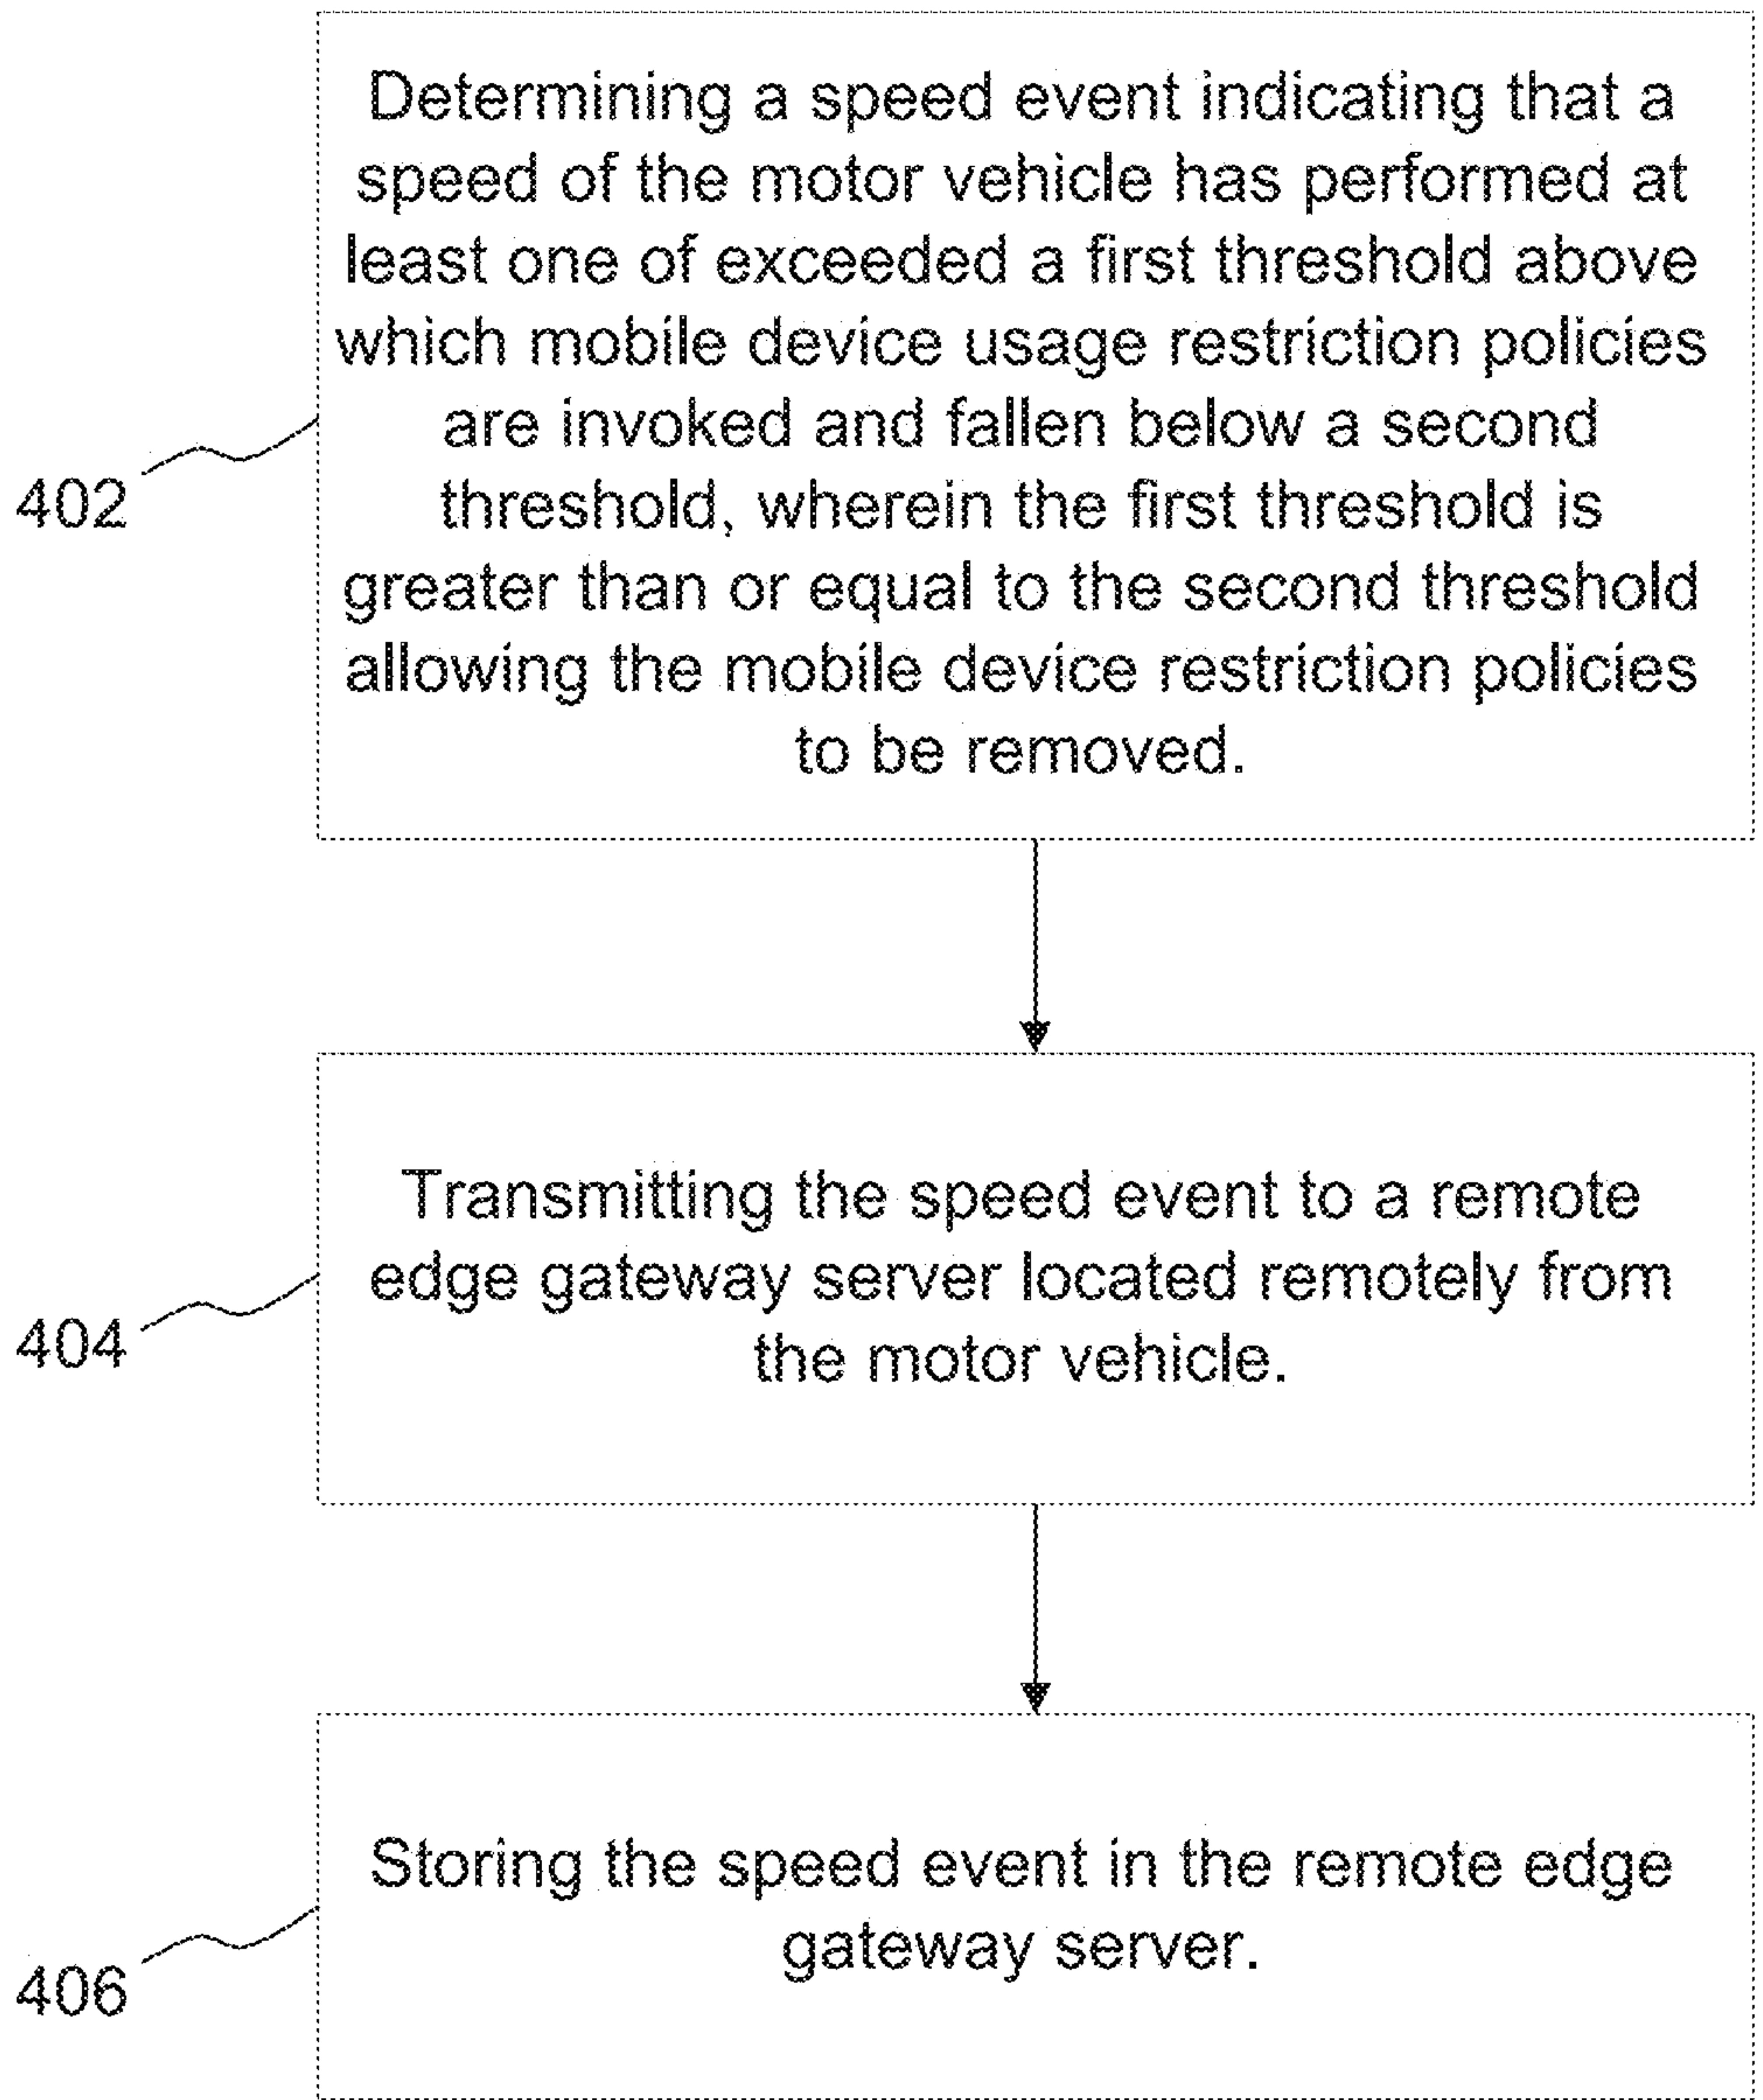 Determining a speed event indicating that a
speed of the motor vehicle has performed at
least one of exceeded a first threshold above
which mobile device usage restriction policies
are invoked and fallen below a second
threshold, wherein the first threshold is
greater than or equal to the second threshold
allowing the mobile device restriction policies
to be removed.
402
Transmitting the speed event to a remote
edge gateway server located remotely from
the motor vehicle.
404
Storing the speed event in the remote edge
gateway server.
406